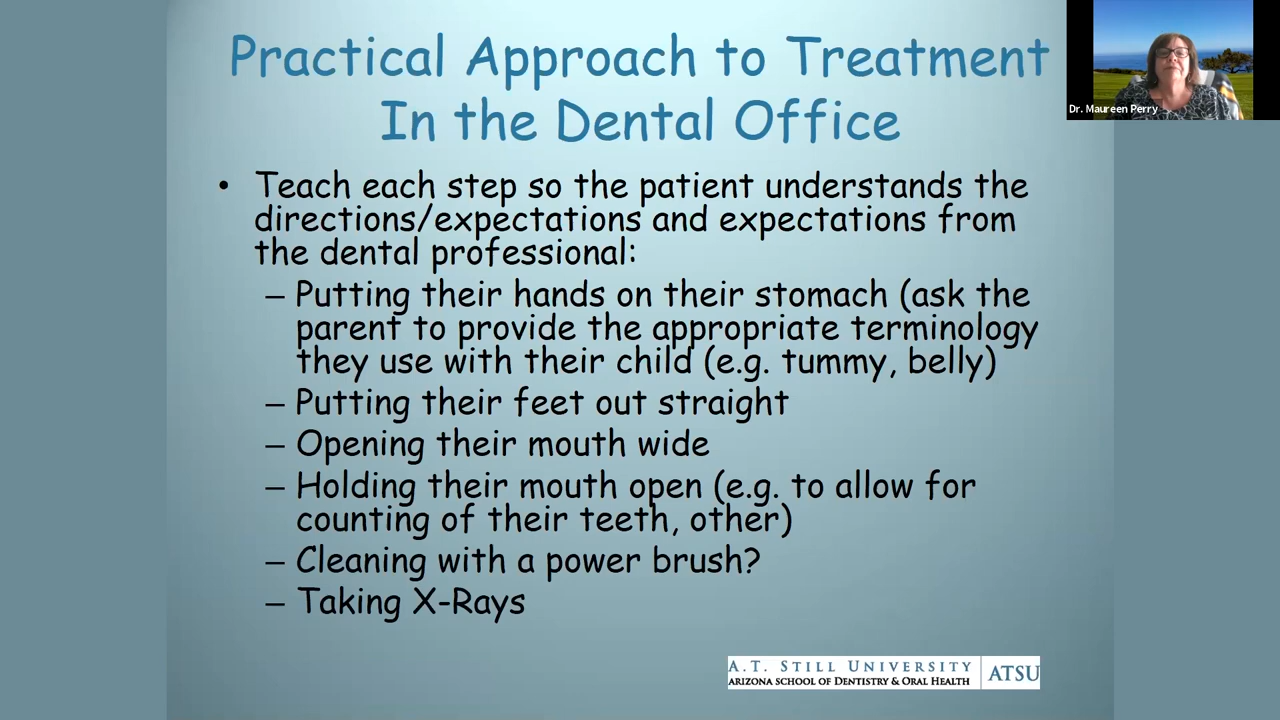 Practical Approach to Treatment
In the Dental Office
Dr. Maureen Perry
• Teach each step so the patient understands the
directions/expectations and expectations from
the dental professional:
– Putting their hands on their stomach (ask the
parent to provide the appropriate terminology
they use with their child (e.g. tummy, belly)
– Putting their feet out straight
– Opening their mouth wide
– Holding their mouth open (e.g. to allow for
counting of their teeth, other)
– Cleaning with a power brush?
– Taking X-Rays
A.T. STILL UNIVERSITY
ARIZONA SCHOOL OF DENTISTRY & ORAL HEALTH
ATSU